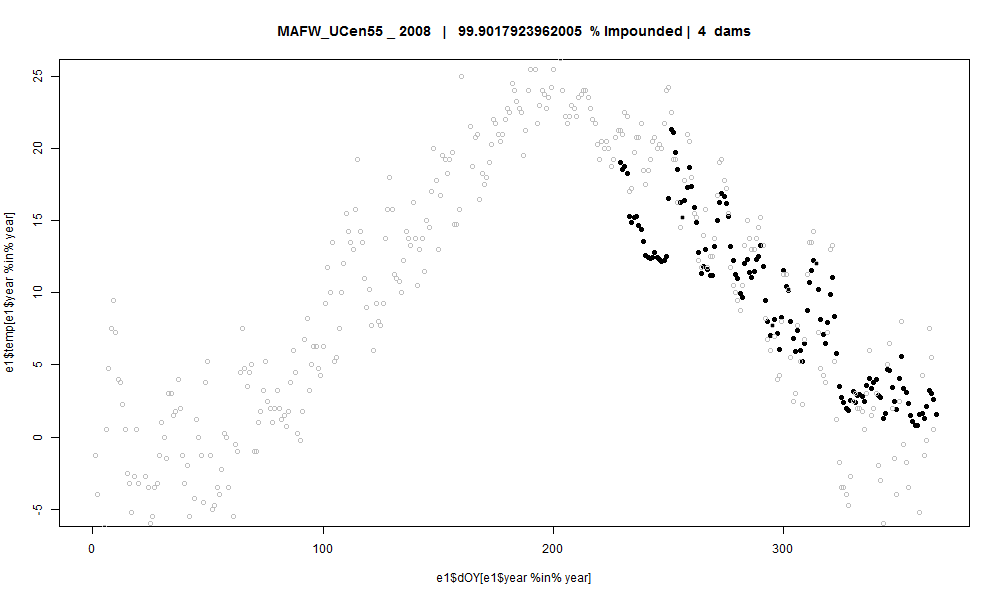 MAFW_UCen55 _ 2008 | 99.9017923962005 % Impounded | 4 dams
e1$temp[e1$year %in% year]
25
20
15
10
5
0
-5
0 100 200 300
e1$dOY[e1$year %in% year]